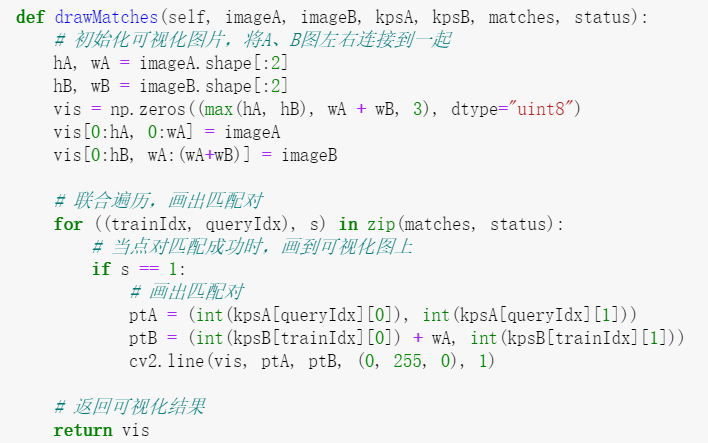 def drawMatches(self, imageA, imageB, kpsA, kpsB, matches, status):
    # 初始化可视化图片，将A、B图左右连接到一起
    hA, wA = imageA.shape[:2]
    hB, wB = imageB.shape[:2]
    vis = np.zeros((max(hA, hB), wA + wB, 3), dtype="uint8")
    vis[0:hA, 0:wA] = imageA
    vis[0:hB, wA:(wA+wB)] = imageB

    # 联合遍历，画出匹配对
    for ((trainIdx, queryIdx), s) in zip(matches, status):
        # 当点对匹配成功时，画到可视化图上
        if s == 1:
            # 画出匹配对
            ptA = (int(kpsA[queryIdx][0]), int(kpsA[queryIdx][1]))
            ptB = (int(kpsB[trainIdx][0]) + wA, int(kpsB[trainIdx][1]))
            cv2.line(vis, ptA, ptB, (0, 255, 0), 1)

    # 返回可视化结果
    return vis